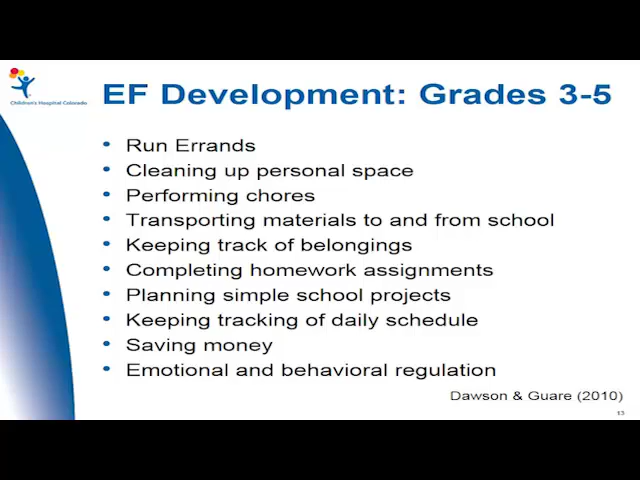 Children's Hospital Colorado
EF Development: Grades 3-5
• Run Errands
• Cleaning up personal space
• Performing chores
• Transporting materials to and from school
• Keeping track of belongings
• Completing homework assignments
• Planning simple school projects
• Keeping tracking of daily schedule
• Saving money
• Emotional and behavioral regulation
Dawson & Guare (2010)
13